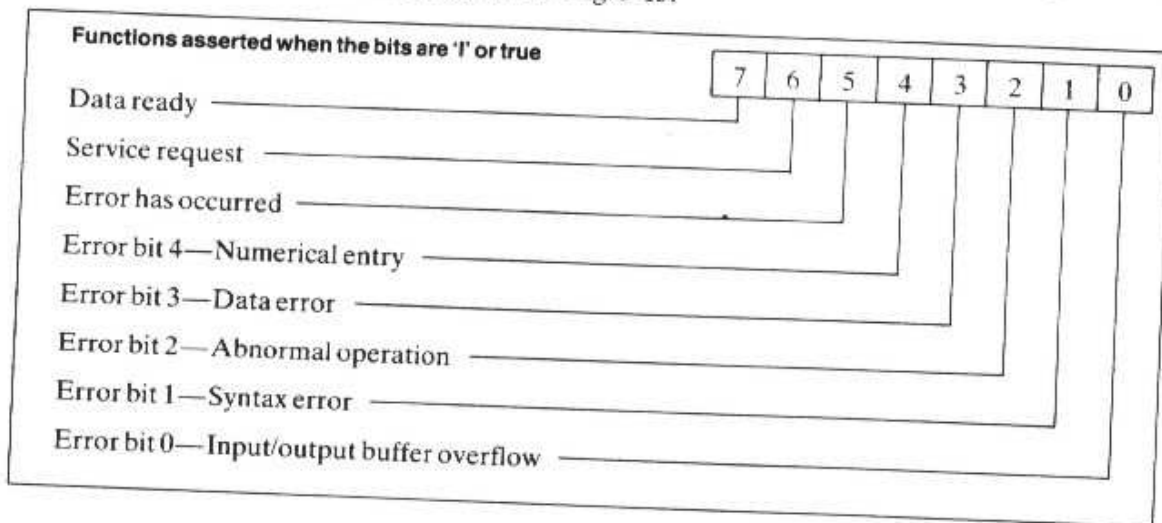 Functions asserted when the bits are 'I' or true
7 6 5 4 3 2 1 0
Data ready
Service request
Error has occurred
Error bit 4—Numerical entry
Error bit 3—Data error
Error bit 2—Abnormal operation
Error bit 1—Syntax error
Error bit 0—Input/output buffer overflow